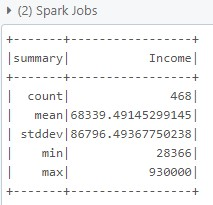 (2) Spark Jobs
+-------+-----------------+
|summary|           Income|
+-------+-----------------+
|  count|              468|
|   mean|68339.49145299145|
| stddev|86796.49367750238|
|    min|            28366|
|    max|           930000|
+-------+-----------------+